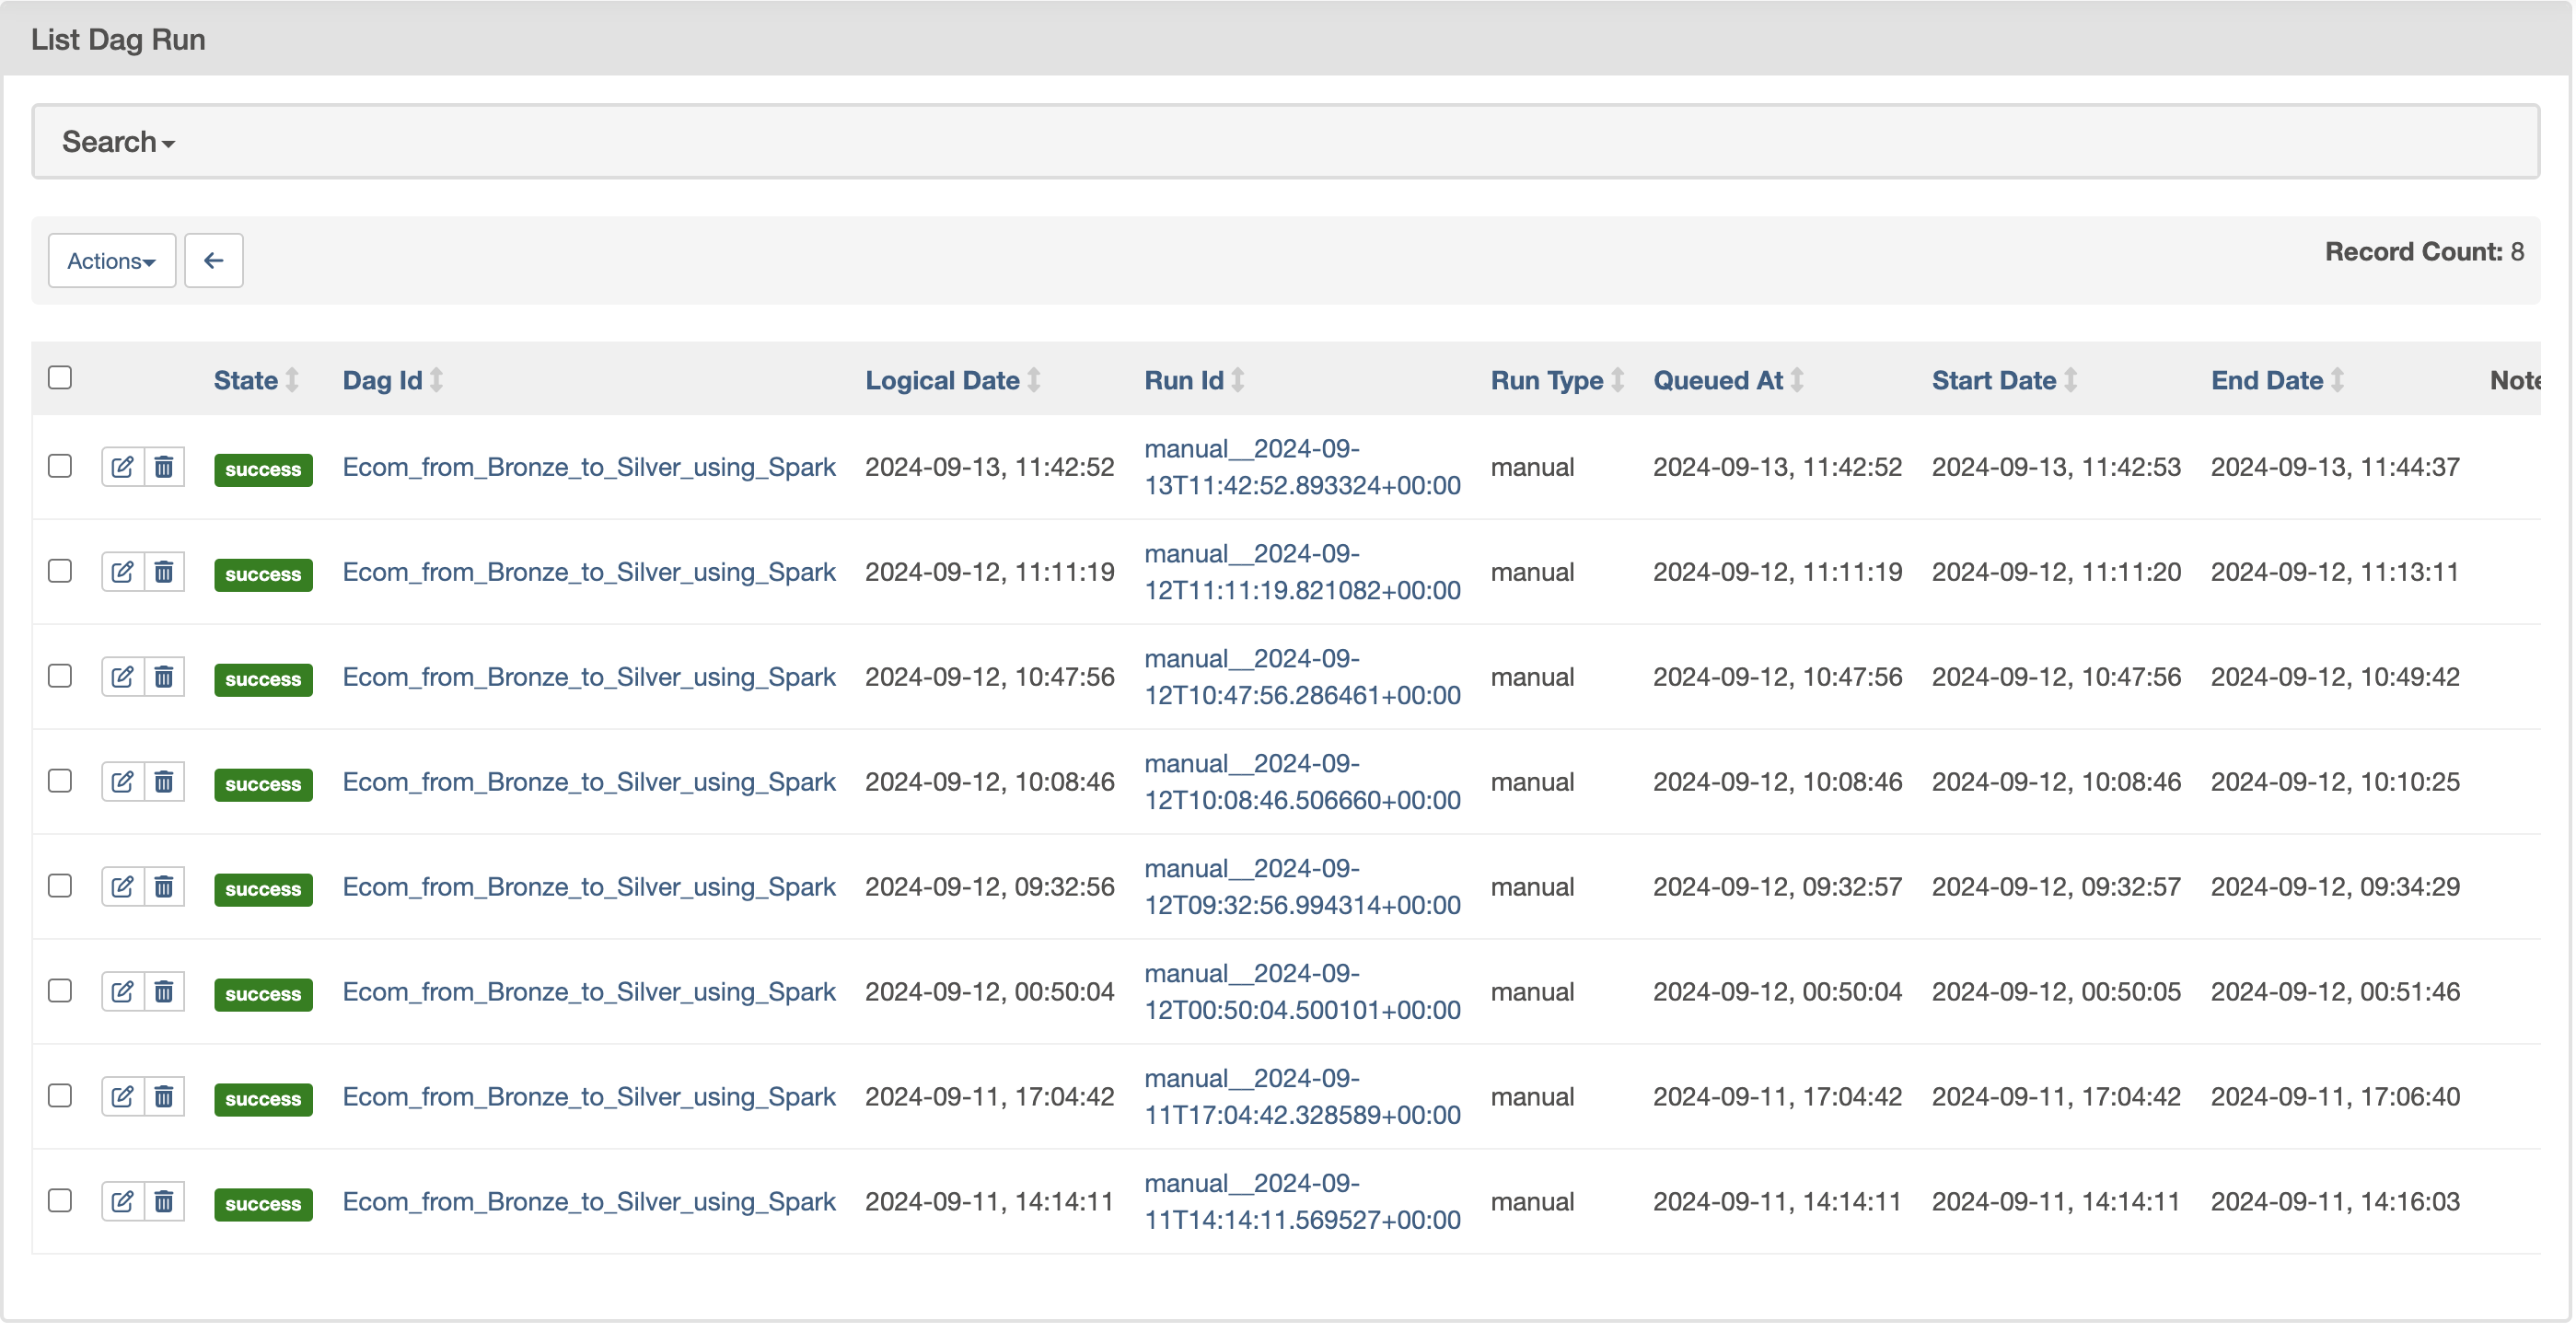 List Dag Run
Search
Actions
Record Count: 8
State Dag Id Logical Date Run Id Run Type Queued At Start Date End Date Note
success Ecom_from_Bronze_to_Silver_using_Spark 2024-09-13, 11:42:52 manual__2024-09-13T11:42:52.893324+00:00 manual 2024-09-13, 11:42:52 2024-09-13, 11:42:53 2024-09-13, 11:44:37
success Ecom_from_Bronze_to_Silver_using_Spark 2024-09-12, 11:11:19 manual__2024-09-12T11:11:19.821082+00:00 manual 2024-09-12, 11:11:19 2024-09-12, 11:11:20 2024-09-12, 11:13:11
success Ecom_from_Bronze_to_Silver_using_Spark 2024-09-12, 10:47:56 manual__2024-09-12T10:47:56.286461+00:00 manual 2024-09-12, 10:47:56 2024-09-12, 10:47:56 2024-09-12, 10:49:42
success Ecom_from_Bronze_to_Silver_using_Spark 2024-09-12, 10:08:46 manual__2024-09-12T10:08:46.506660+00:00 manual 2024-09-12, 10:08:46 2024-09-12, 10:08:46 2024-09-12, 10:10:25
success Ecom_from_Bronze_to_Silver_using_Spark 2024-09-12, 09:32:56 manual__2024-09-12T09:32:56.994314+00:00 manual 2024-09-12, 09:32:57 2024-09-12, 09:32:57 2024-09-12, 09:34:29
success Ecom_from_Bronze_to_Silver_using_Spark 2024-09-12, 00:50:04 manual__2024-09-12T00:50:04.500101+00:00 manual 2024-09-12, 00:50:04 2024-09-12, 00:50:05 2024-09-12, 00:51:46
success Ecom_from_Bronze_to_Silver_using_Spark 2024-09-11, 17:04:42 manual__2024-09-11T17:04:42.328589+00:00 manual 2024-09-11, 17:04:42 2024-09-11, 17:04:42 2024-09-11, 17:06:40
success Ecom_from_Bronze_to_Silver_using_Spark 2024-09-11, 14:14:11 manual__2024-09-11T14:14:11.569527+00:00 manual 2024-09-11, 14:14:11 2024-09-11, 14:14:11 2024-09-11, 14:16:03